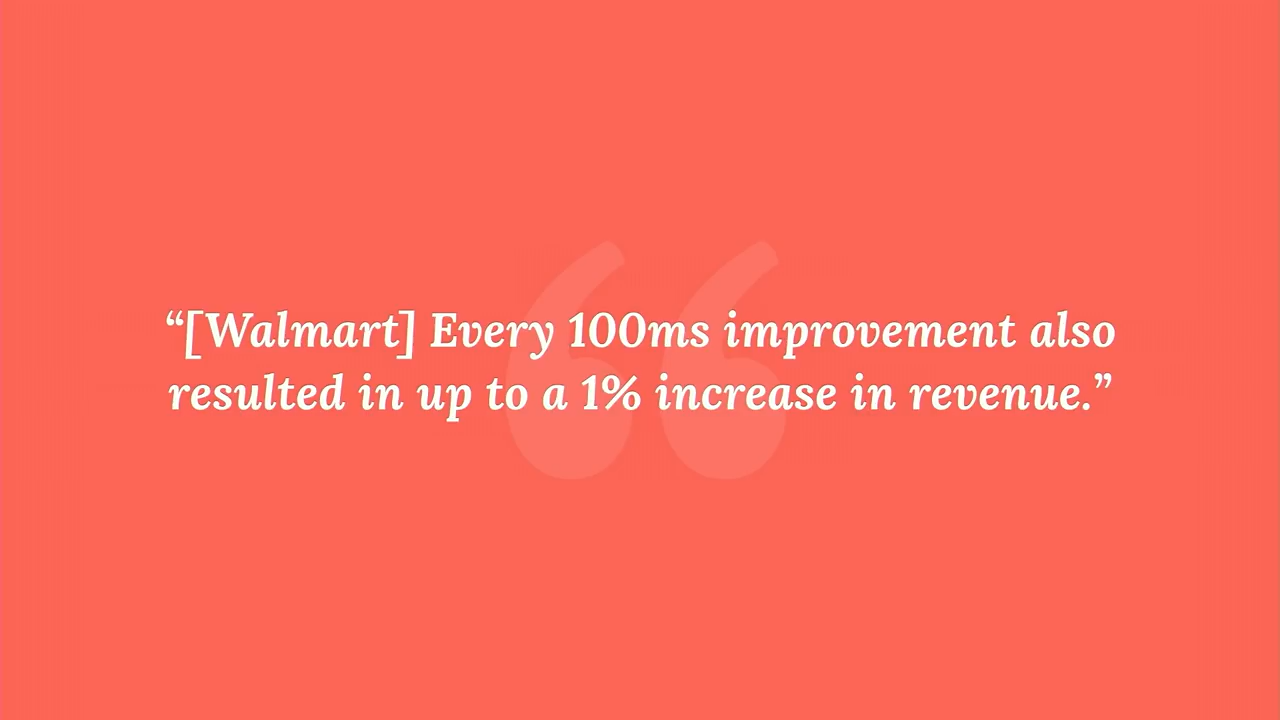 “[Walmart] Every 100ms improvement also
resulted in up to a 1% increase in revenue.”